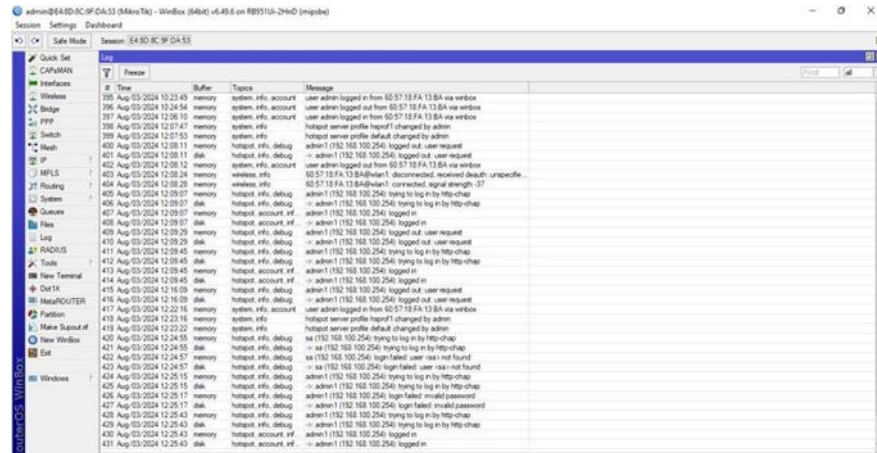 admin@E4:8D:8C:9F:DA:53 (MikroTik) - WinBox (64bit) v6.49.6 on RB951Ui-2HnD (mipsbe)
Session Settings Dashboard
Safe Mode Session: E4:8D:8C:9F:DA:53
Quick Set
CAPsMAN
Interfaces
Wireless
Bridge
PPP
Switch
Mesh
IP
MPLS
Routing
System
Queues
Files
Log
RADIUS
Tools
New Terminal
Dot1X
MetaROUTER
Partition
Make Supout.rif
New WinBox
Exit
Windows
RouterOS WinBox
Log
Freeze Find all
# Time Buffer Topics Message
395 Aug/03/2024 10:23:49 memory system, info, account user admin logged in from 60:57:18:FA:13:BA via winbox
396 Aug/03/2024 10:24:54 memory system, info, account user admin logged out from 60:57:18:FA:13:BA via winbox
397 Aug/03/2024 12:06:10 memory system, info, account user admin logged in from 60:57:18:FA:13:BA via winbox
398 Aug/03/2024 12:07:47 memory system, info hotspot server profile hsprof1 changed by admin
399 Aug/03/2024 12:07:53 memory system, info hotspot server profile default changed by admin
400 Aug/03/2024 12:08:11 memory hotspot, info, debug admin1 (192.168.100.254): logged out: user request
401 Aug/03/2024 12:08:11 disk hotspot, info, debug ->: admin1 (192.168.100.254): logged out: user request
402 Aug/03/2024 12:08:12 memory system, info, account user admin logged out from 60:57:18:FA:13:BA via winbox
403 Aug/03/2024 12:08:24 memory wireless, info 60:57:18:FA:13:BA@wlan1: disconnected, received deauth: unspecifie...
404 Aug/03/2024 12:08:28 memory wireless, info 60:57:18:FA:13:BA@wlan1: connected, signal strength -37
405 Aug/03/2024 12:09:07 memory hotspot, info, debug admin1 (192.168.100.254): trying to log in by http-chap
406 Aug/03/2024 12:09:07 disk hotspot, info, debug ->: admin1 (192.168.100.254): trying to log in by http-chap
407 Aug/03/2024 12:09:07 memory hotspot, account, inf... admin1 (192.168.100.254): logged in
408 Aug/03/2024 12:09:07 disk hotspot, account, inf... ->: admin1 (192.168.100.254): logged in
409 Aug/03/2024 12:09:29 memory hotspot, info, debug admin1 (192.168.100.254): logged out: user request
410 Aug/03/2024 12:09:29 disk hotspot, info, debug ->: admin1 (192.168.100.254): logged out: user request
411 Aug/03/2024 12:09:45 memory hotspot, info, debug admin1 (192.168.100.254): trying to log in by http-chap
412 Aug/03/2024 12:09:45 disk hotspot, info, debug ->: admin1 (192.168.100.254): trying to log in by http-chap
413 Aug/03/2024 12:09:45 memory hotspot, account, inf... admin1 (192.168.100.254): logged in
414 Aug/03/2024 12:09:45 disk hotspot, account, inf... ->: admin1 (192.168.100.254): logged in
415 Aug/03/2024 12:16:09 memory hotspot, info, debug admin1 (192.168.100.254): logged out: user request
416 Aug/03/2024 12:16:09 disk hotspot, info, debug ->: admin1 (192.168.100.254): logged out: user request
417 Aug/03/2024 12:22:16 memory system, info, account user admin logged in from 60:57:18:FA:13:BA via winbox
418 Aug/03/2024 12:23:16 memory system, info hotspot server profile hsprof1 changed by admin
419 Aug/03/2024 12:23:22 memory system, info hotspot server profile default changed by admin
420 Aug/03/2024 12:24:55 memory hotspot, info, debug sa (192.168.100.254): trying to log in by http-chap
421 Aug/03/2024 12:24:55 disk hotspot, info, debug ->: sa (192.168.100.254): trying to log in by http-chap
422 Aug/03/2024 12:24:57 memory hotspot, info, debug sa (192.168.100.254): login failed: user <sa> not found
423 Aug/03/2024 12:24:57 disk hotspot, info, debug ->: sa (192.168.100.254): login failed: user <sa> not found
424 Aug/03/2024 12:25:15 memory hotspot, info, debug admin1 (192.168.100.254): trying to log in by http-chap
425 Aug/03/2024 12:25:15 disk hotspot, info, debug ->: admin1 (192.168.100.254): trying to log in by http-chap
426 Aug/03/2024 12:25:17 memory hotspot, info, debug admin1 (192.168.100.254): login failed: invalid password
427 Aug/03/2024 12:25:17 disk hotspot, info, debug ->: admin1 (192.168.100.254): login failed: invalid password
428 Aug/03/2024 12:25:43 memory hotspot, info, debug admin1 (192.168.100.254): trying to log in by http-chap
429 Aug/03/2024 12:25:43 disk hotspot, info, debug ->: admin1 (192.168.100.254): trying to log in by http-chap
430 Aug/03/2024 12:25:43 memory hotspot, account, inf... admin1 (192.168.100.254): logged in
431 Aug/03/2024 12:25:43 disk hotspot, account, inf... ->: admin1 (192.168.100.254): logged in